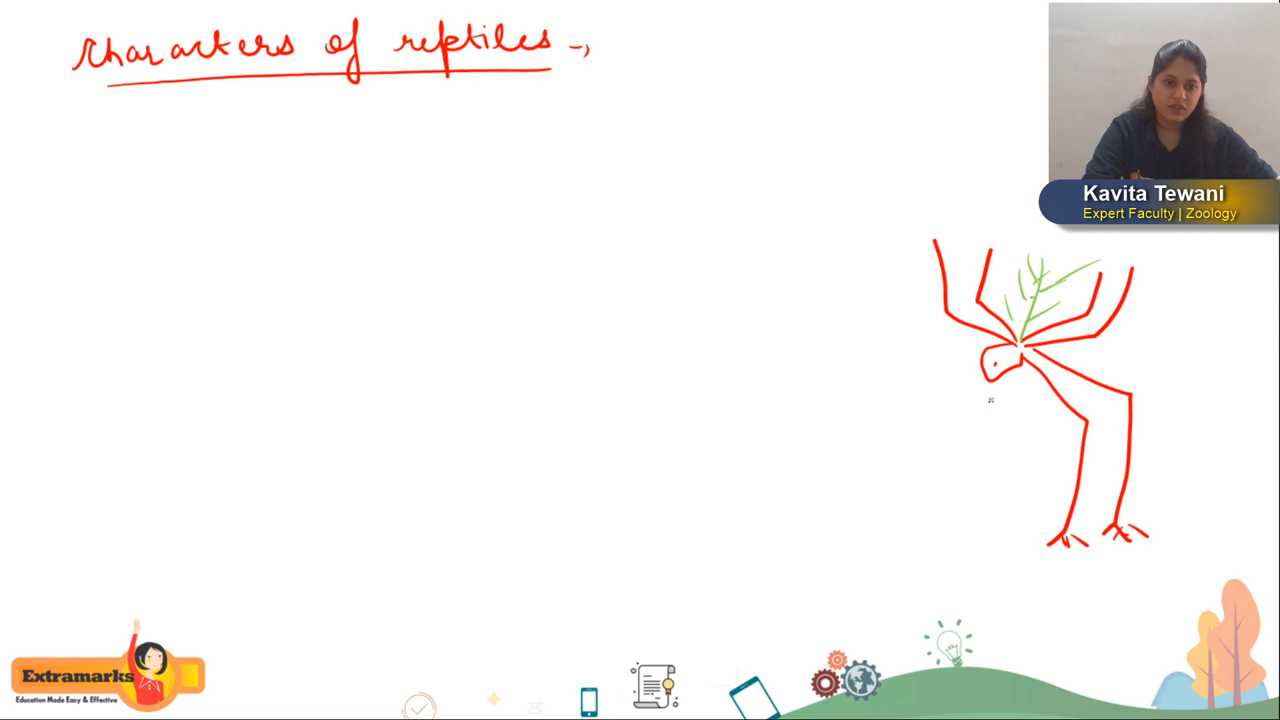 Characters of reptiles -,
Kavita Tewani
Expert Faculty | Zoology
Extramarks
Education Made Easy & Effective